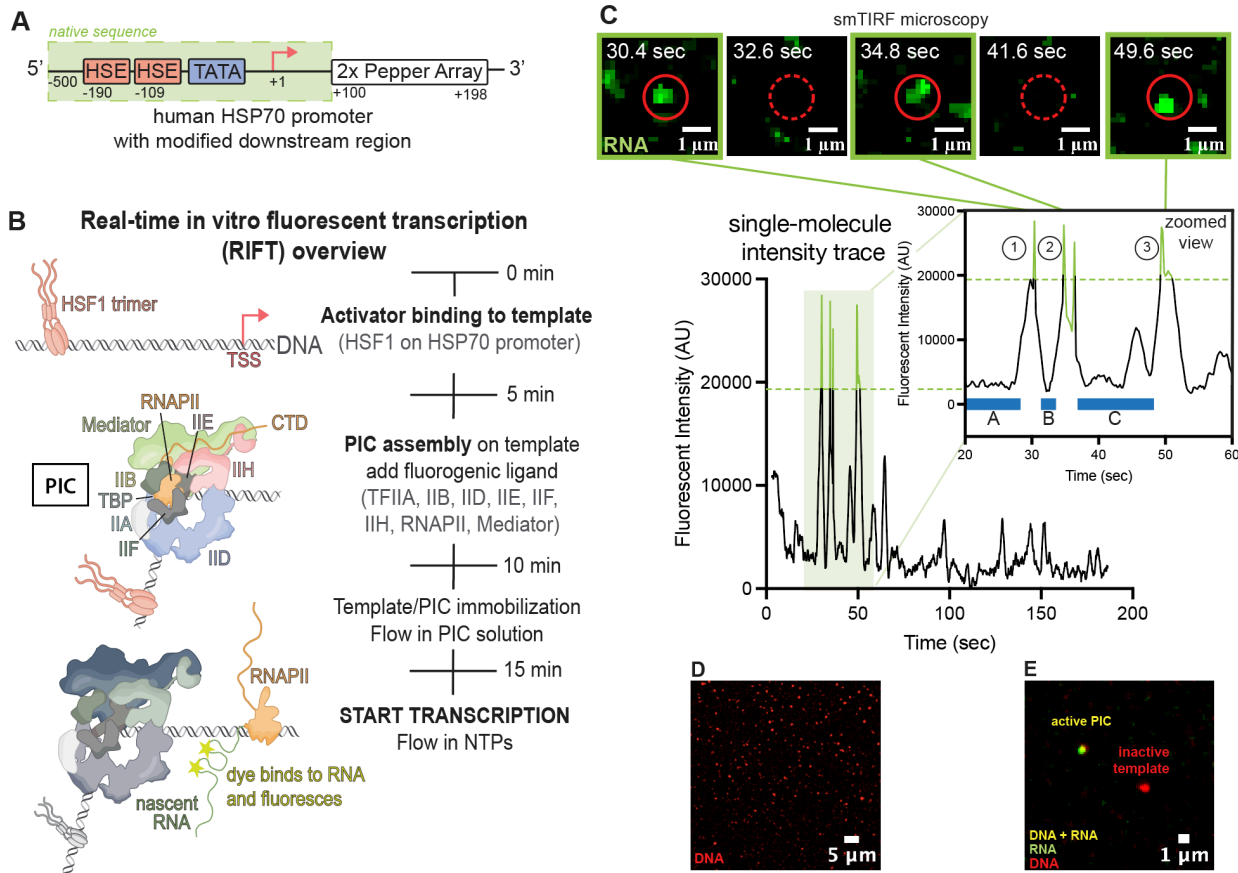 A
native sequence
5'
HSE
HSE
TATA
+1
2x Pepper Array
3'
-500
-190
-109
+100
+198
human HSP70 promoter
with modified downstream region
B
Real-time in vitro fluorescent transcription
(RIFT) overview
HSF1 trimer
TSS
DNA
0 min
Activator binding to template
(HSF1 on HSP70 promoter)
5 min
PIC assembly on template
add fluorogenic ligand
(TFIIA, IIB, IID, IIE, IIF,
IIH, RNAPII, Mediator)
10 min
Template/PIC immobilization
Flow in PIC solution
15 min
START TRANSCRIPTION
Flow in NTPs
RNAPII
Mediator
IIE
CTD
PIC
IIB
IIH
TBP
IIA
IIF
IID
RNAPII
dye binds to RNA
and fluoresces
nascent
RNA
C
smTIRF microscopy
30.4 sec
32.6 sec
34.8 sec
41.6 sec
49.6 sec
RNA
1 µm
1 µm
1 µm
1 µm
1 µm
single-molecule
intensity trace
Fluorescent Intensity (AU)
30000
20000
10000
0
0
50
100
150
200
Time (sec)
zoomed
view
Fluorescent Intensity (AU)
30000
20000
10000
0
1
2
3
A
B
C
20
30
40
50
60
Time (sec)
D
DNA
5 µm
E
active PIC
inactive
template
DNA + RNA
RNA
DNA
1 µm